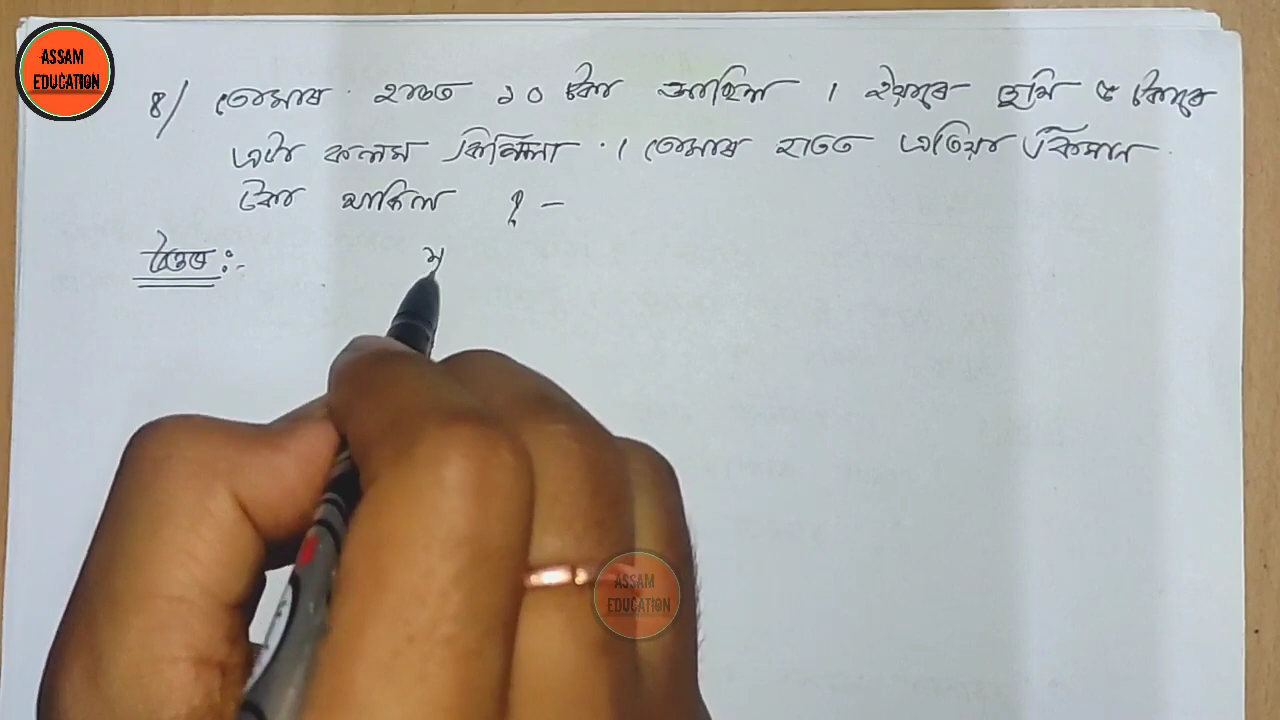 ASSAM
EDUCATION
৪/ তোমাৰ হাতত ১০ টকা আছিল । ইয়াৰে তুমি ৫ টকাৰে
এটা কলম কিনিলা । তোমাৰ হাতত এতিয়া কিমান
টকা থাকিল ? –
উত্তৰ :-
ASSAM
EDUCATION